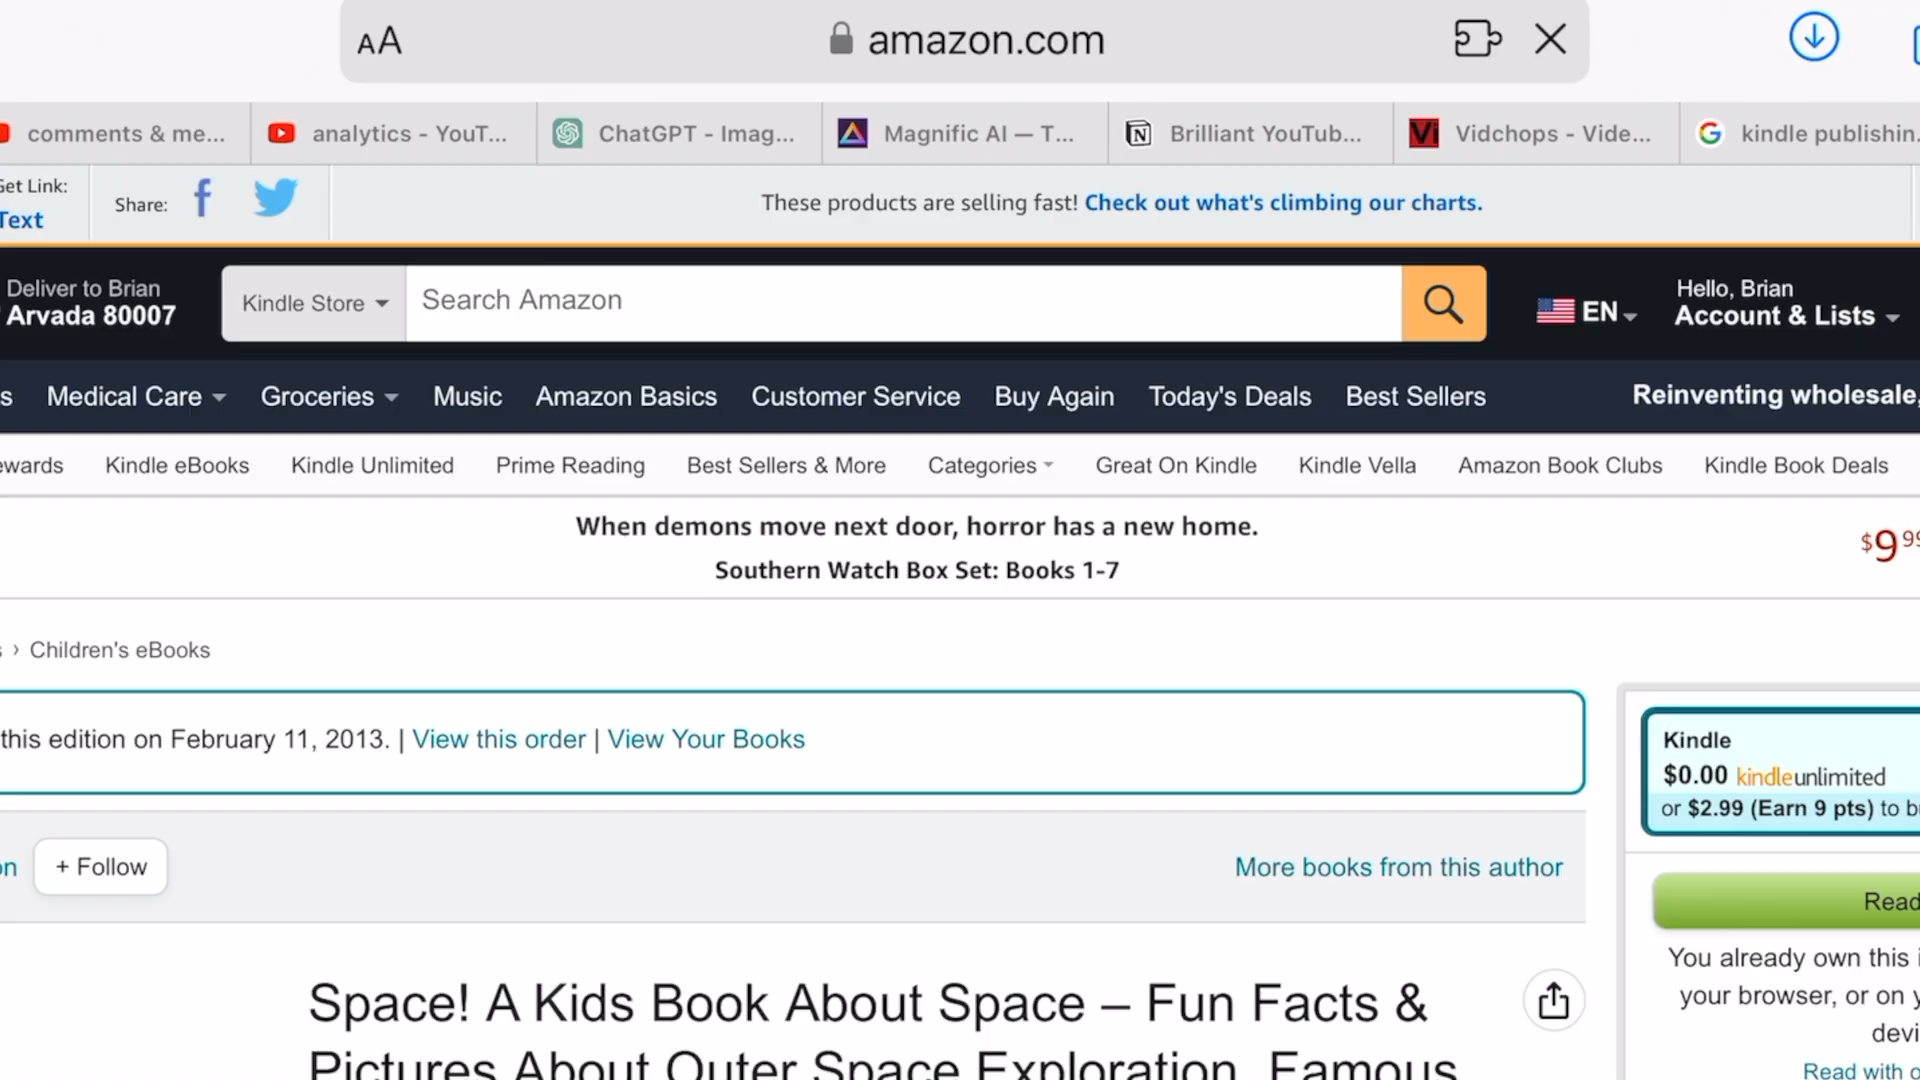 AA amazon.com
comments & me... analytics - YouT... ChatGPT - Imag... Magnific AI — T... Brilliant YouTub... Vidchops - Vide... kindle publishin.
Get Link:
Text
Share:
These products are selling fast! Check out what's climbing our charts.
Deliver to Brian
Arvada 80007
Kindle Store
Search Amazon
EN
Hello, Brian
Account & Lists
s Medical Care Groceries Music Amazon Basics Customer Service Buy Again Today's Deals Best Sellers Reinventing wholesale,
ewards Kindle eBooks Kindle Unlimited Prime Reading Best Sellers & More Categories Great On Kindle Kindle Vella Amazon Book Clubs Kindle Book Deals
When demons move next door, horror has a new home.
Southern Watch Box Set: Books 1-7
$9 99
s › Children's eBooks
this edition on February 11, 2013. | View this order | View Your Books
on + Follow
More books from this author
Kindle
$0.00 kindleunlimited
or $2.99 (Earn 9 pts) to b
Read
You already own this i
your browser, or on y
devi
Read with o
Space! A Kids Book About Space – Fun Facts &
Pictures About Outer Space Exploration, Famous